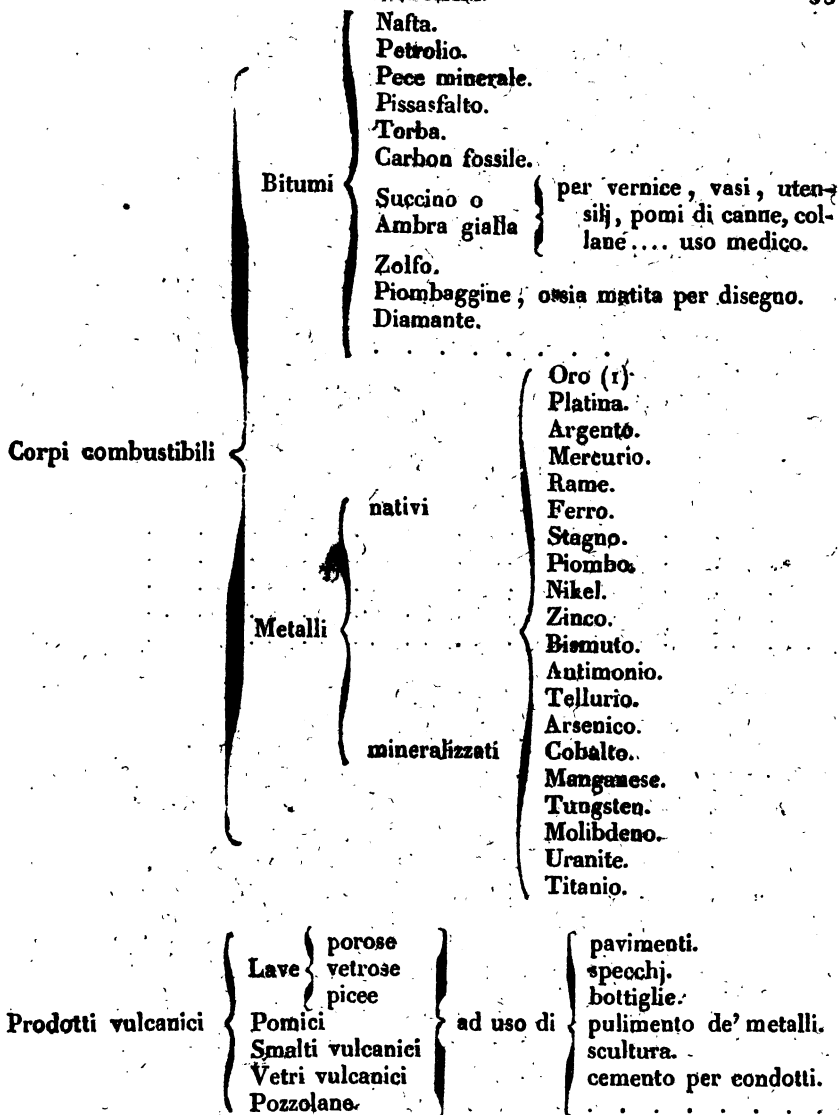 Nafta.
Petrolio.
Pece minerale.
Pissasfalto.
Torba.
Carbon fossile.
Bitumi
Succino o
Ambra gialla
per vernice, vasi, uten-
silj, pomi di canne, col-
lane.... uso medico.
Zolfo.
Piombaggine, ossia matita per disegno.
Diamante.
. . . . . . . . .
Corpi combustibili
Metalli
nativi
mineralizzati
Oro (1)
Platina.
Argento.
Mercurio.
Rame.
Ferro.
Stagno.
Piombo.
Nikel.
Zinco.
Bismuto.
Antimonio.
Tellurio.
Arsenico.
Cobalto.
Manganese.
Tungsten.
Molibdeno.
Uranite.
Titanio.
Prodotti vulcanici
Lave
porose
vetrose
picee
Pomici
Smalti vulcanici
Vetri vulcanici
Pozzolane.
ad uso di
pavimenti.
specchj.
bottiglie.
pulimento de' metalli.
scultura.
cemento per condotti.
. . . . . . . . .